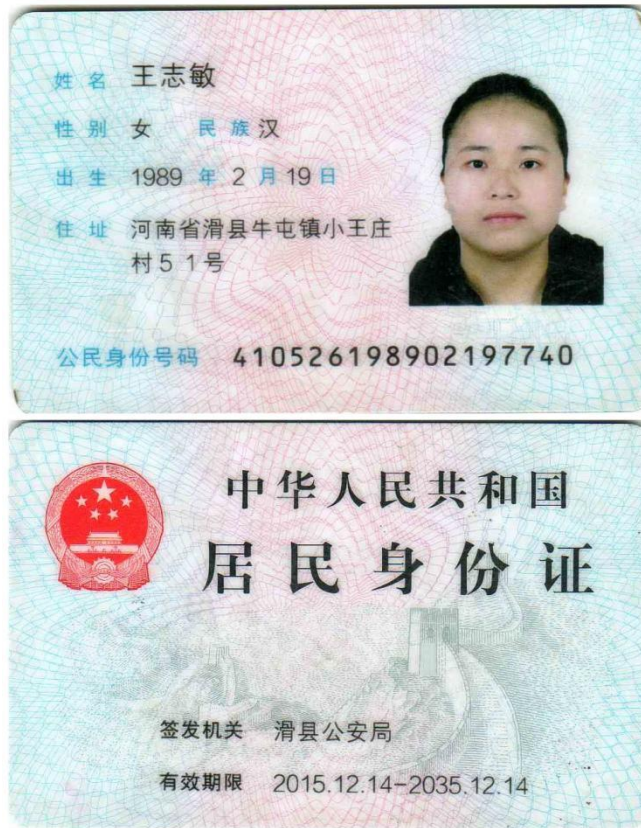 姓名 王志敏
性别 女 民族 汉
出生 1989 年 2 月 19 日
住址 河南省滑县牛屯镇小王庄
村51号
公民身份号码 410526198902197740
中华人民共和国
居民身份证
签发机关 滑县公安局
有效期限 2015.12.14-2035.12.14